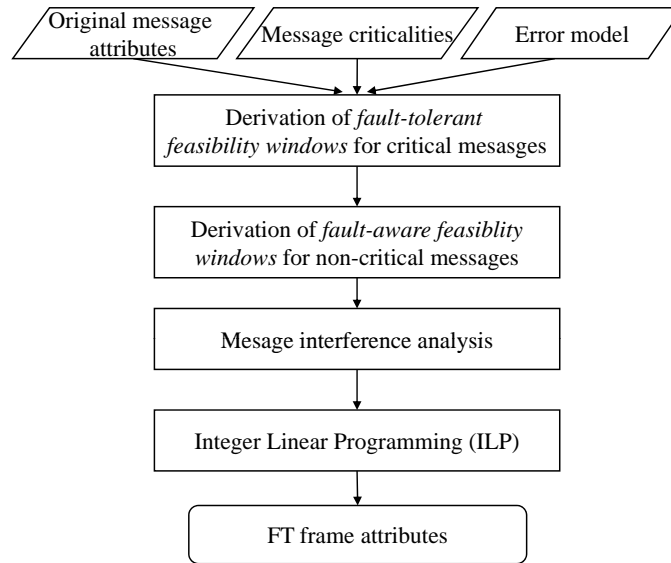 Original message
attributes
Message criticalities
Error model
Derivation of fault-tolerant
feasibility windows for critical mesasges
Derivation of fault-aware feasiblity
windows for non-critical messages
Mesage interference analysis
Integer Linear Programming (ILP)
FT frame attributes